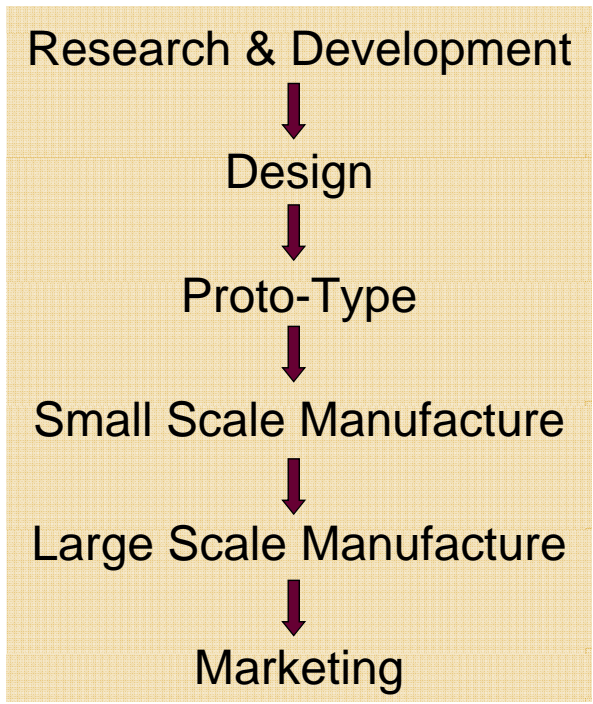 Research & Development
Design
Proto-Type
Small Scale Manufacture
Large Scale Manufacture
Marketing